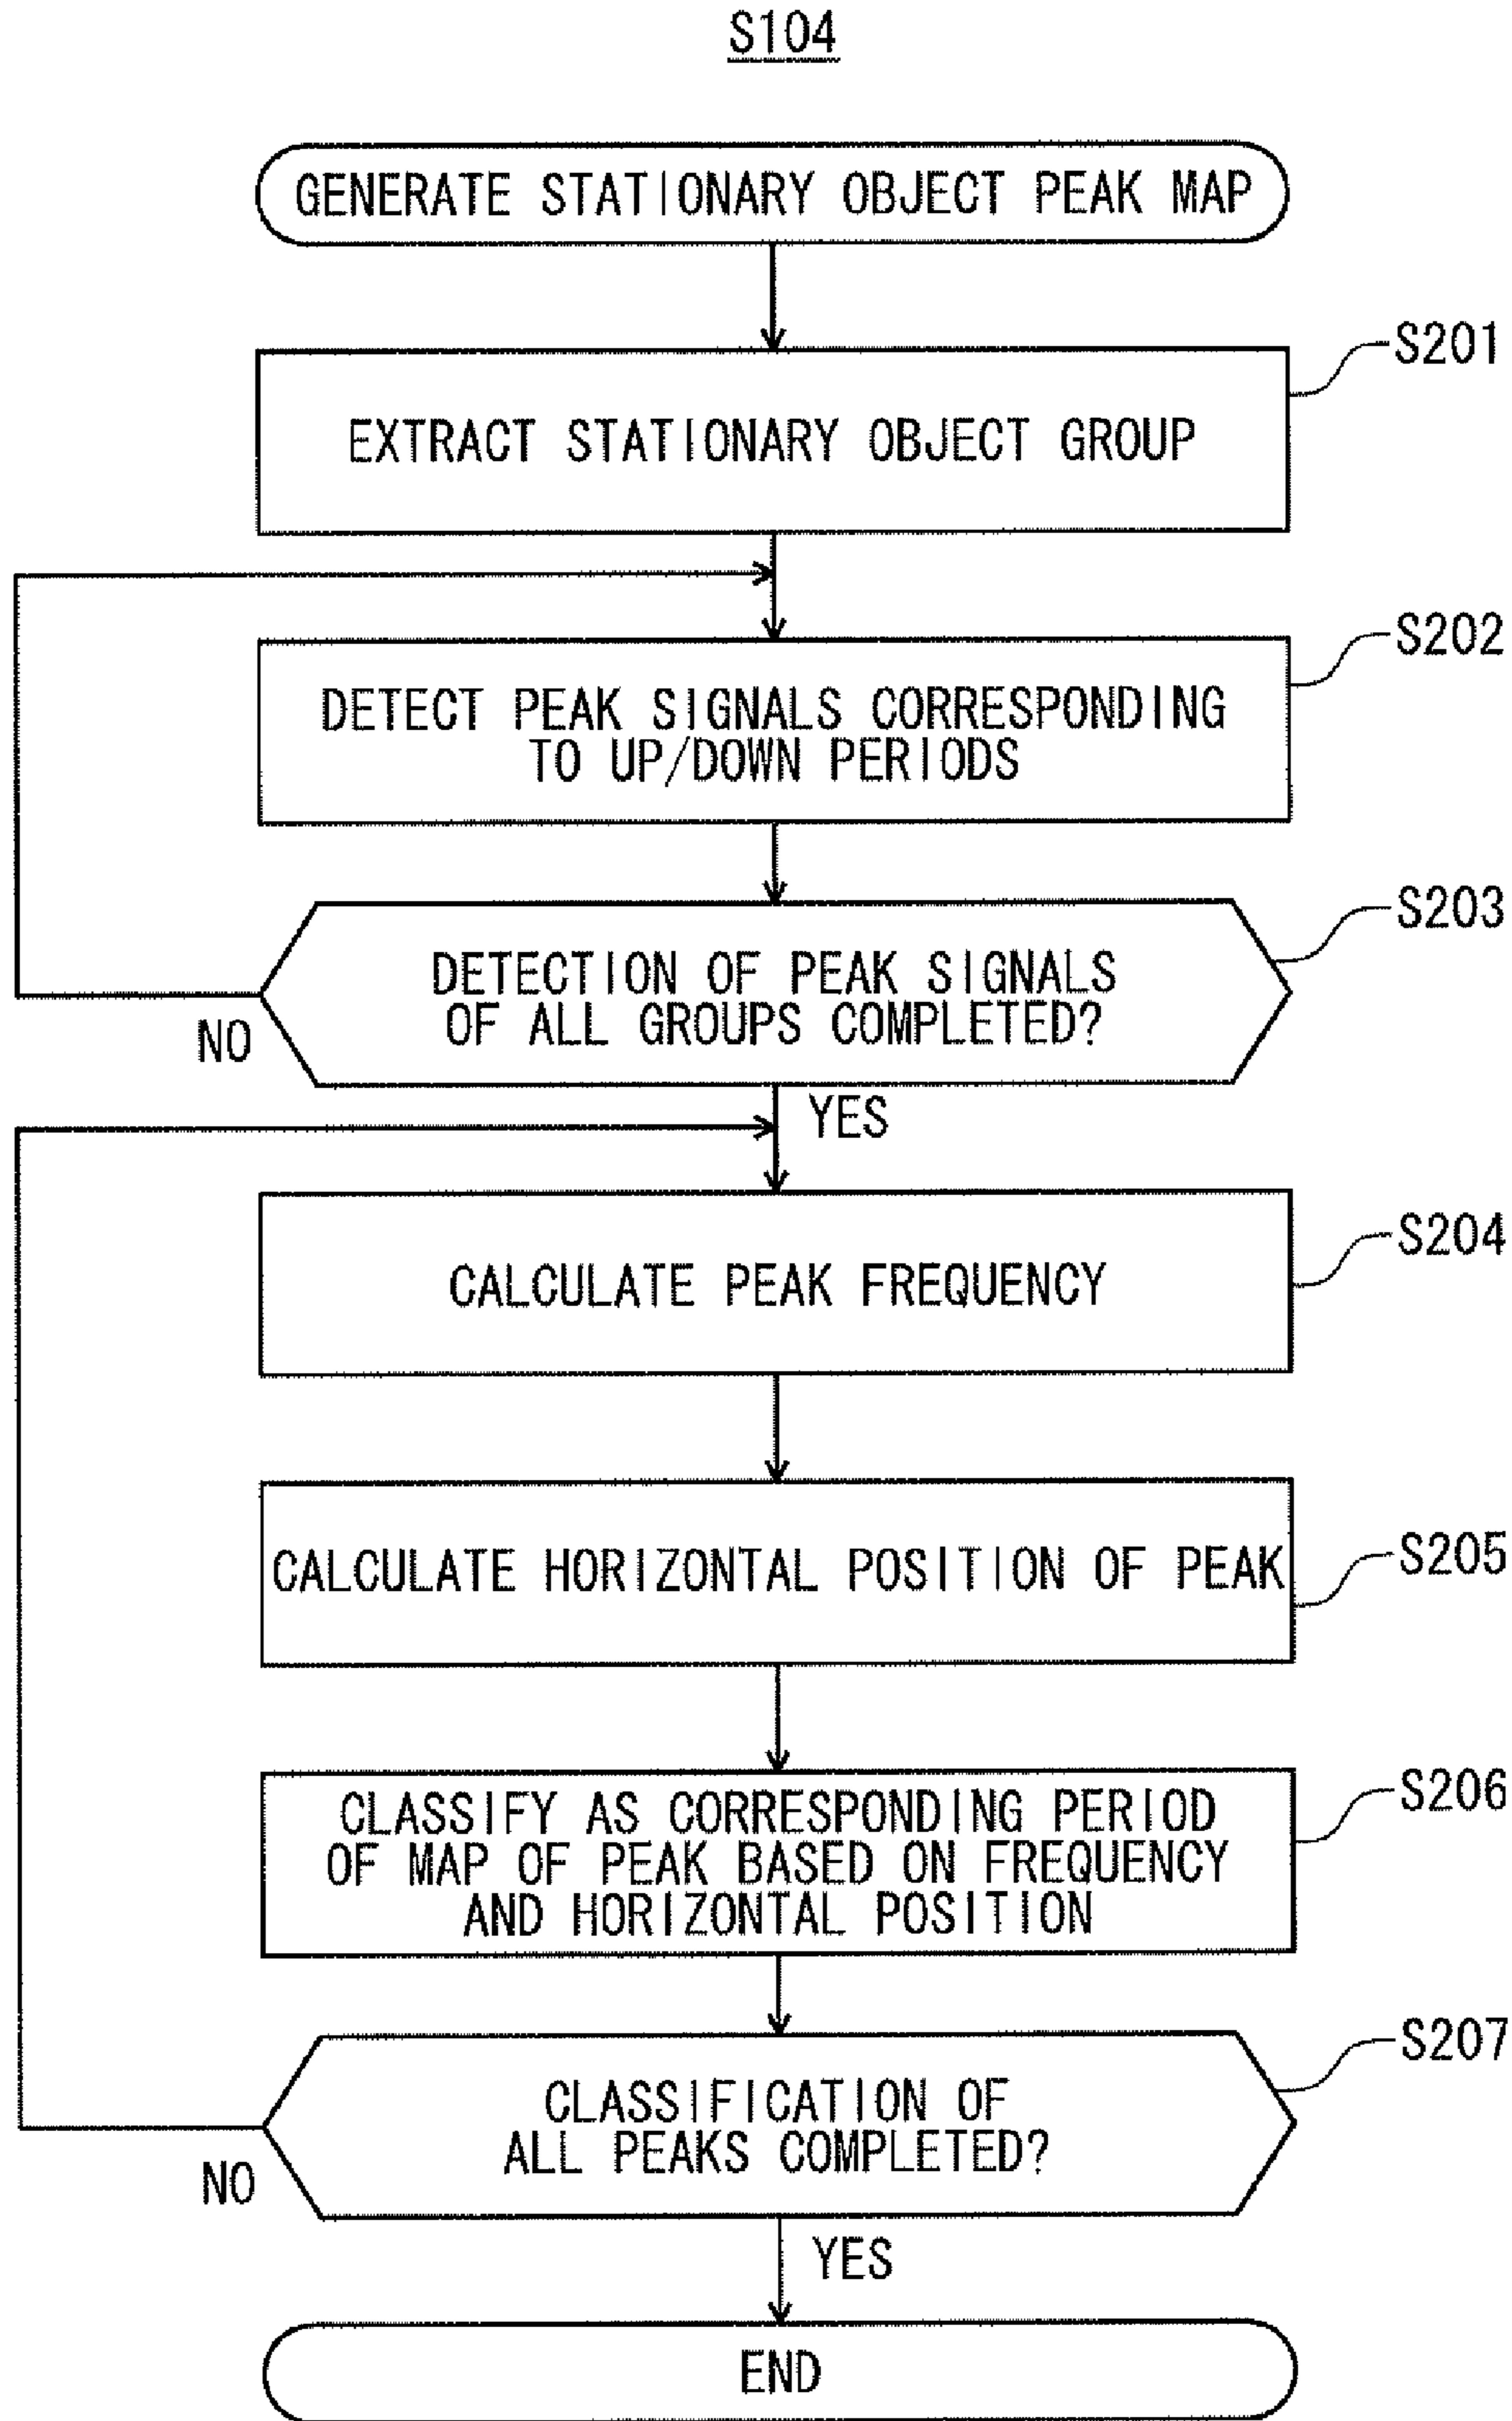 S104
GENERATE STATIONARY OBJECT PEAK MAP
S201
EXTRACT STATIONARY OBJECT GROUP
S202
DETECT PEAK SIGNALS CORRESPONDING
TO UP/DOWN PERIODS
S203
DETECTION OF PEAK SIGNALS
OF ALL GROUPS COMPLETED?
NO
YES
S204
CALCULATE PEAK FREQUENCY
S205
CALCULATE HORIZONTAL POSITION OF PEAK
S206
CLASSIFY AS CORRESPONDING PERIOD
OF MAP OF PEAK BASED ON FREQUENCY
AND HORIZONTAL POSITION
S207
CLASSIFICATION OF
ALL PEAKS COMPLETED?
NO
YES
END